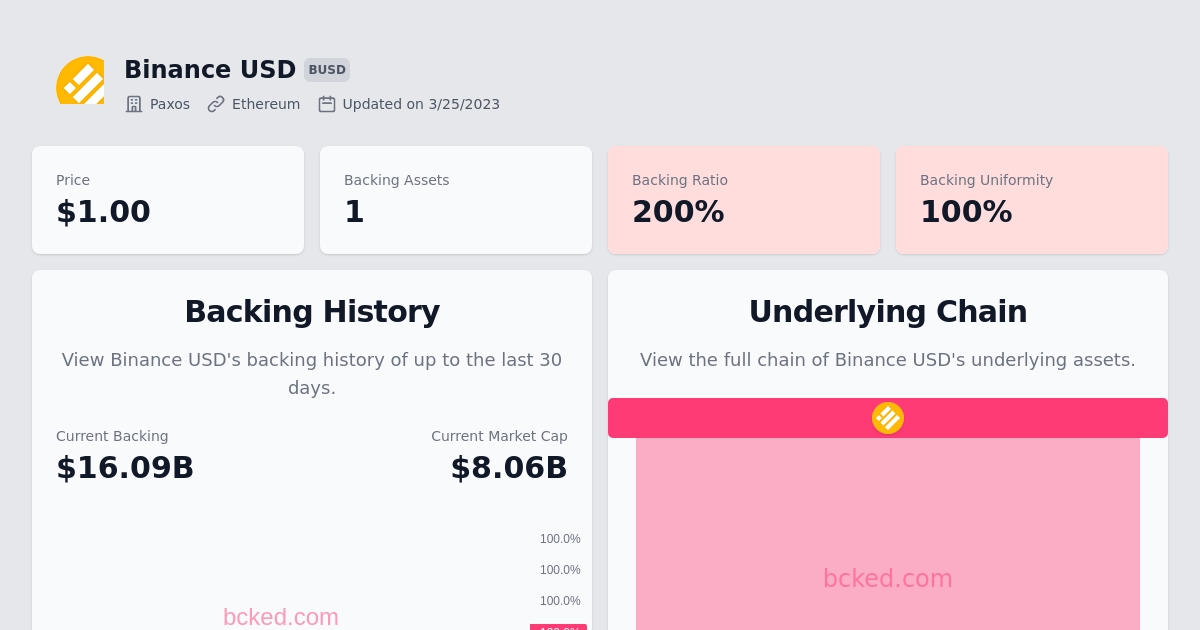 Binance USD BUSD
Paxos Ethereum Updated on 3/25/2023
Price
$1.00
Backing Assets
1
Backing Ratio
200%
Backing Uniformity
100%
Backing History
View Binance USD's backing history of up to the last 30
days.
Current Backing
$16.09B
Current Market Cap
$8.06B
100.0%
100.0%
100.0%
bcked.com
Underlying Chain
View the full chain of Binance USD's underlying assets.
bcked.com